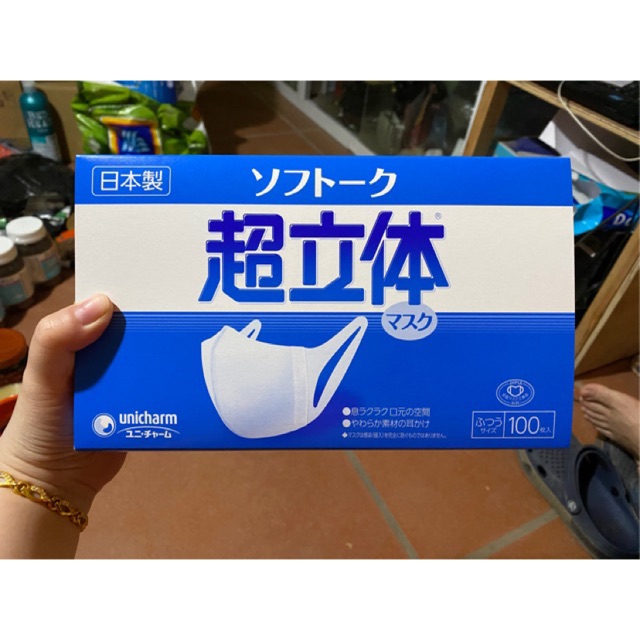 日本製
ソフトーク
超立体®
マスク
●息ラクラク 口元の空間
●やわらか素材の耳かけ
unicharm
ユニ・チャーム
ふつう
サイズ
100枚入